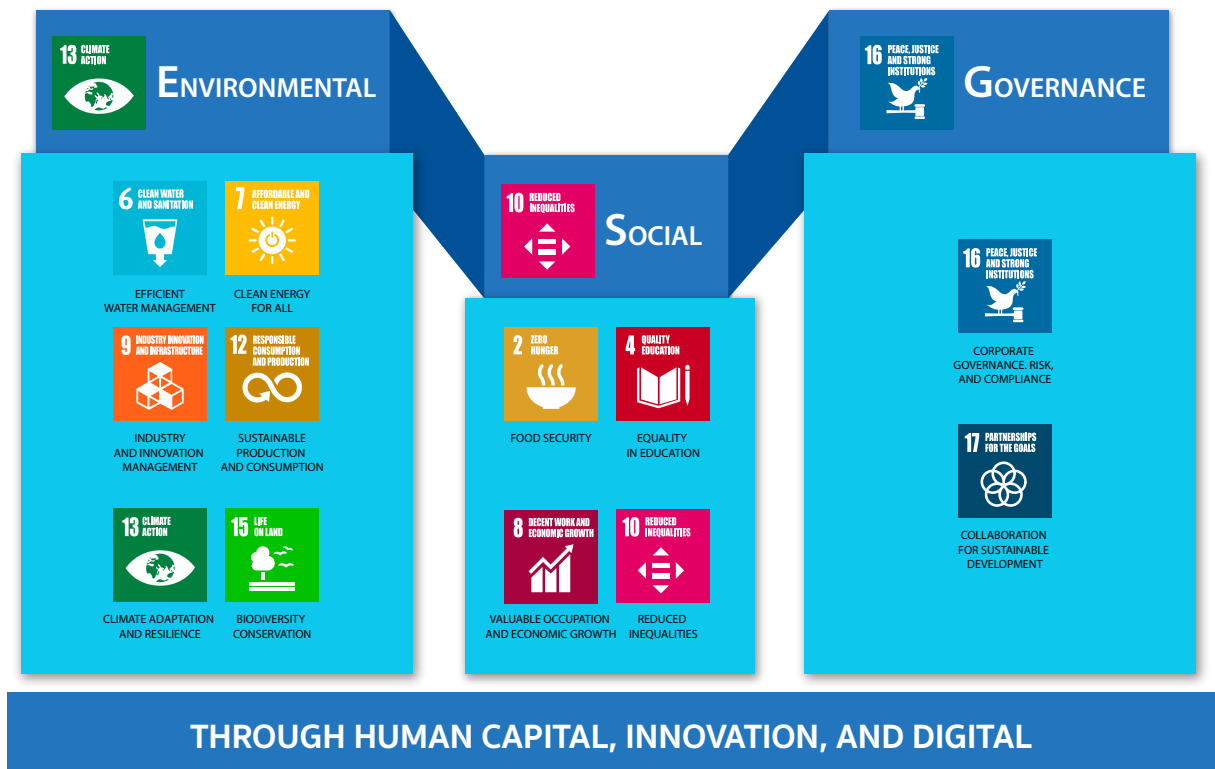 13 CLIMATE
ACTION
ENVIRONMENTAL
6 CLEAN WATER
AND SANITATION
EFFICIENT
WATER MANAGEMENT
7 AFFORDABLE AND
CLEAN ENERGY
CLEAN ENERGY
FOR ALL
9 INDUSTRY INNOVATION
AND INFRASTRUCTURE
INDUSTRY
AND INNOVATION
MANAGEMENT
12 RESPONSIBLE
CONSUMPTION
AND PRODUCTION
SUSTAINABLE
PRODUCTION
AND CONSUMPTION
13 CLIMATE
ACTION
CLIMATE ADAPTATION
AND RESILIENCE
15 LIFE
ON LAND
BIODIVERSITY
CONSERVATION
10 REDUCED
INEQUALITIES
SOCIAL
2 ZERO
HUNGER
FOOD SECURITY
4 QUALITY
EDUCATION
EQUALITY
IN EDUCATION
8 DECENT WORK AND
ECONOMIC GROWTH
VALUABLE OCCUPATION
AND ECONOMIC GROWTH
10 REDUCED
INEQUALITIES
REDUCED
INEQUALITIES
16 PEACE, JUSTICE
AND STRONG
INSTITUTIONS
GOVERNANCE
16 PEACE, JUSTICE
AND STRONG
INSTITUTIONS
CORPORATE
GOVERNANCE. RISK,
AND COMPLIANCE
17 PARTNERSHIPS
FOR THE GOALS
COLLABORATION
FOR SUSTAINABLE
DEVELOPMENT
THROUGH HUMAN CAPITAL, INNOVATION, AND DIGITAL